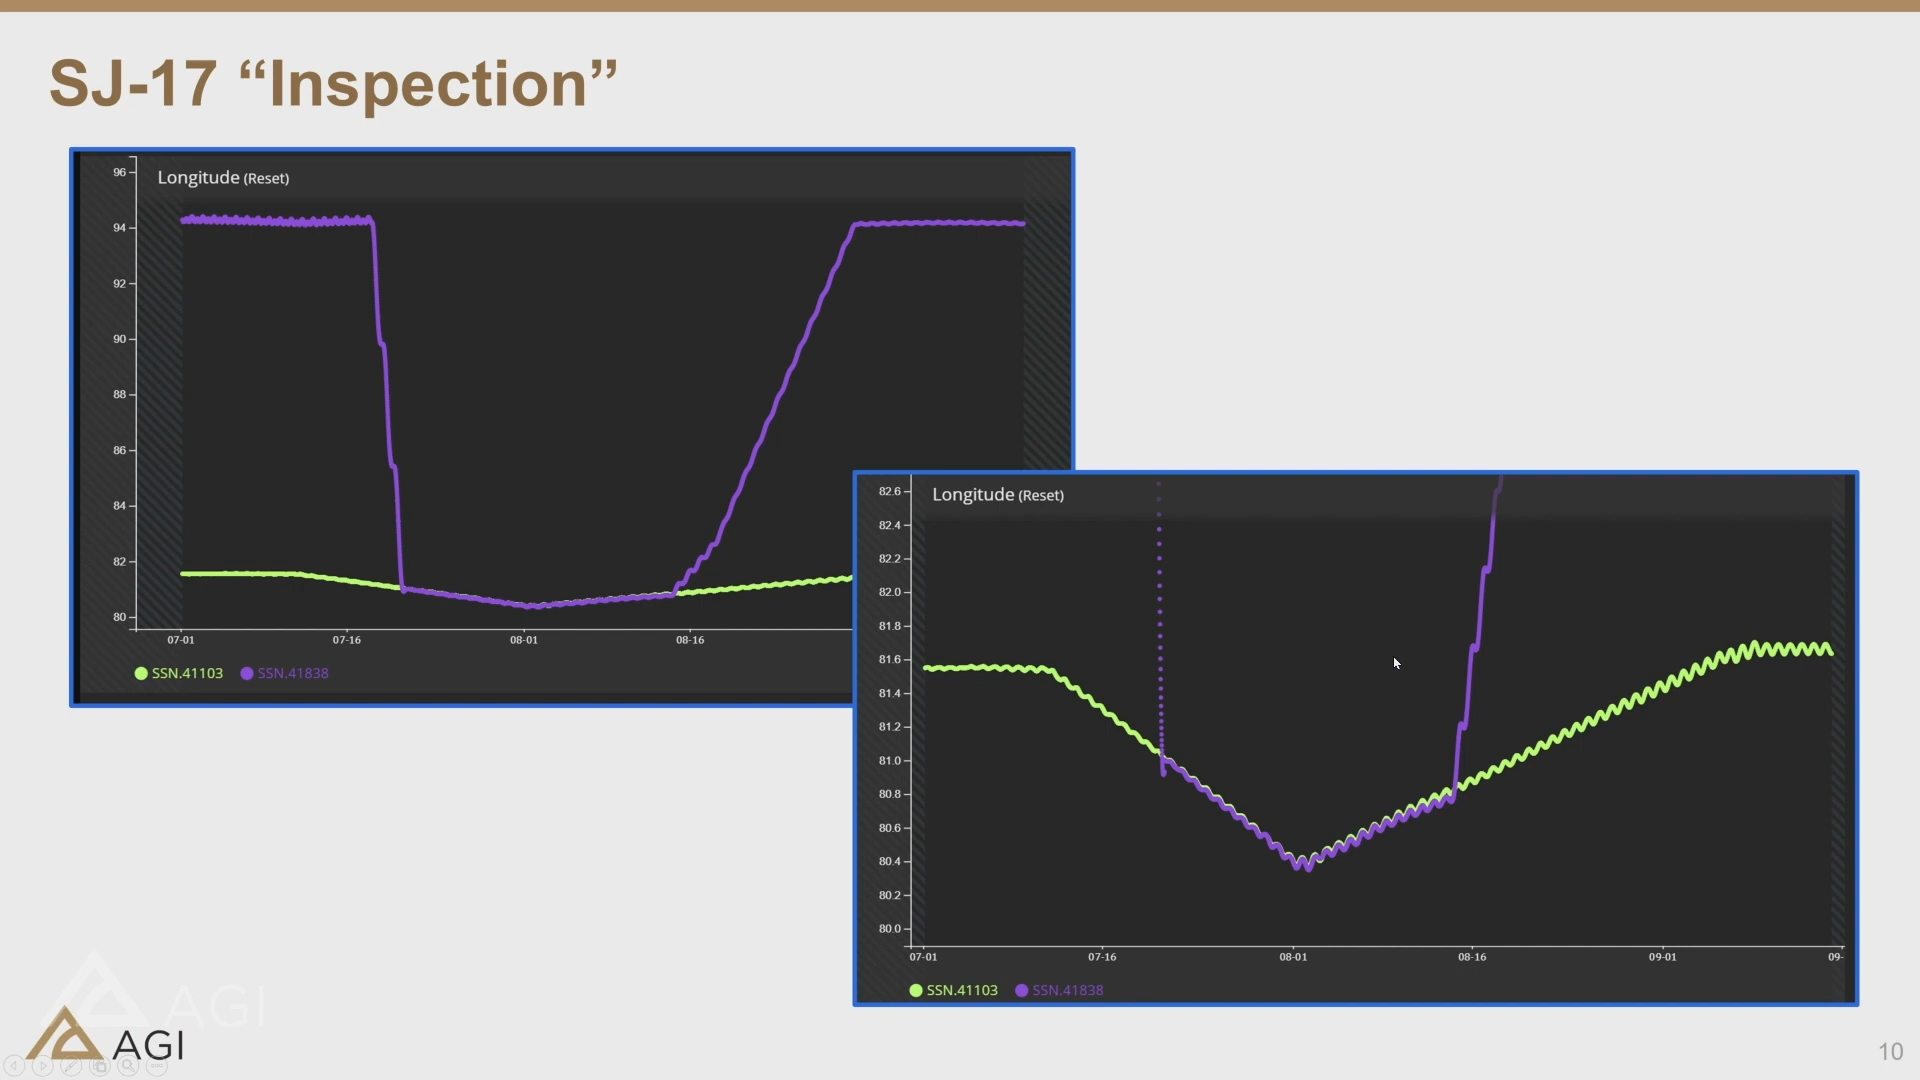 SJ-17 “Inspection”
Longitude (Reset)
96
94
92
90
88
86
84
82
80
07-01 07-16 08-01 08-16
SSN.41103 SSN.41838
Longitude (Reset)
82.6
82.4
82.2
82.0
81.8
81.6
81.4
81.2
81.0
80.8
80.6
80.4
80.2
80.0
07-01 07-16 08-01 08-16 09-01 09-
SSN.41103 SSN.41838
AGI
AGI
10